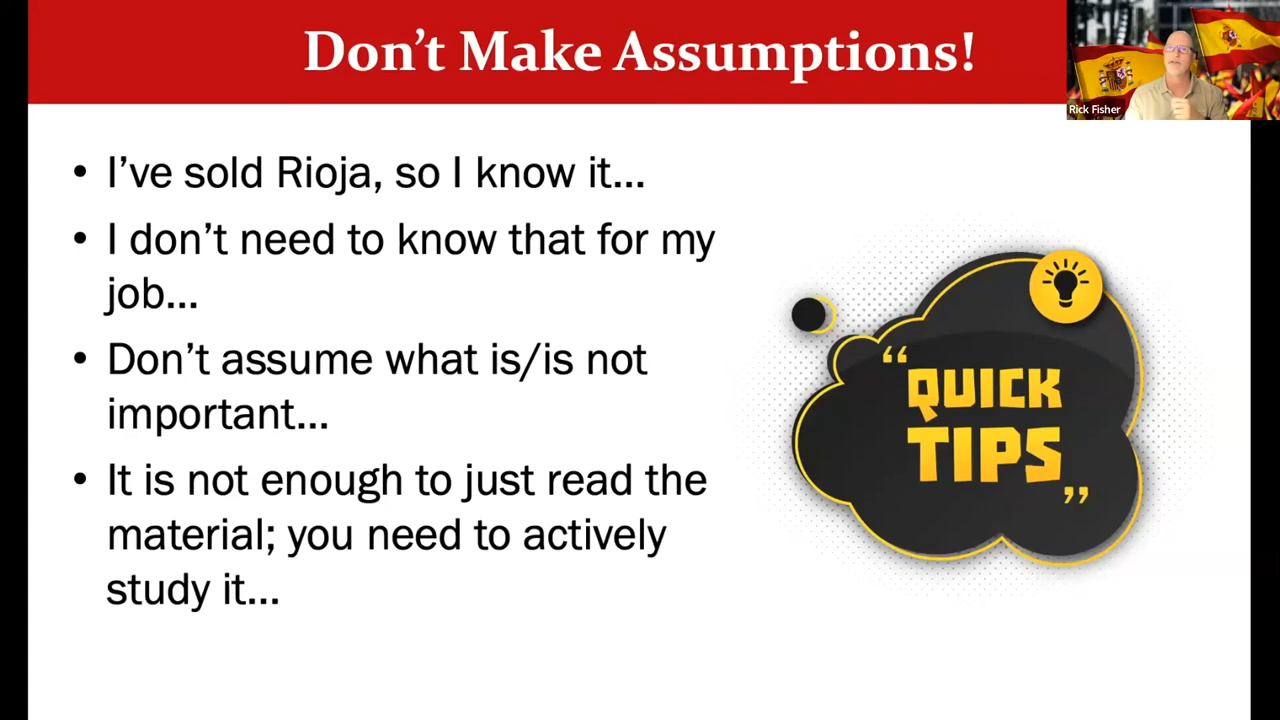 Don't Make Assumptions!
Rick Fisher
• I've sold Rioja, so I know it...
• I don't need to know that for my
job...
• Don't assume what is/is not
important...
• It is not enough to just read the
material; you need to actively
study it...
“QUICK
TIPS”